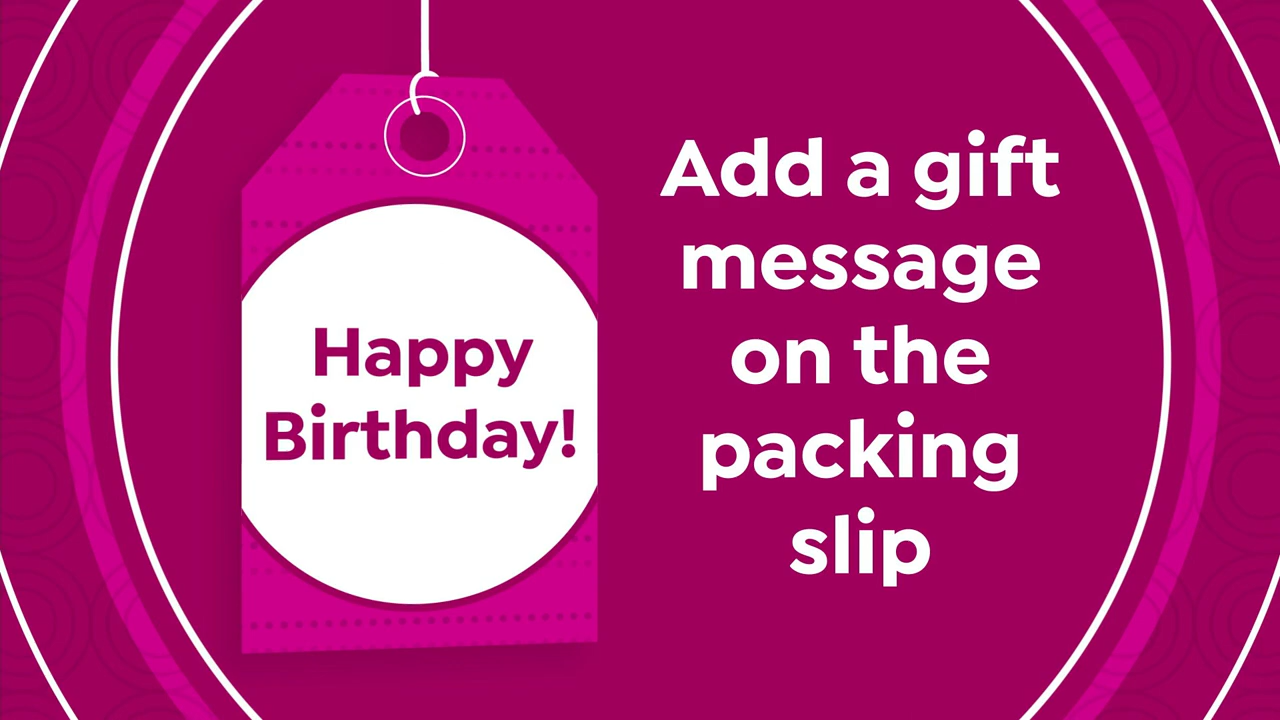 Happy
Birthday!
Add a gift
message
on the
packing
slip